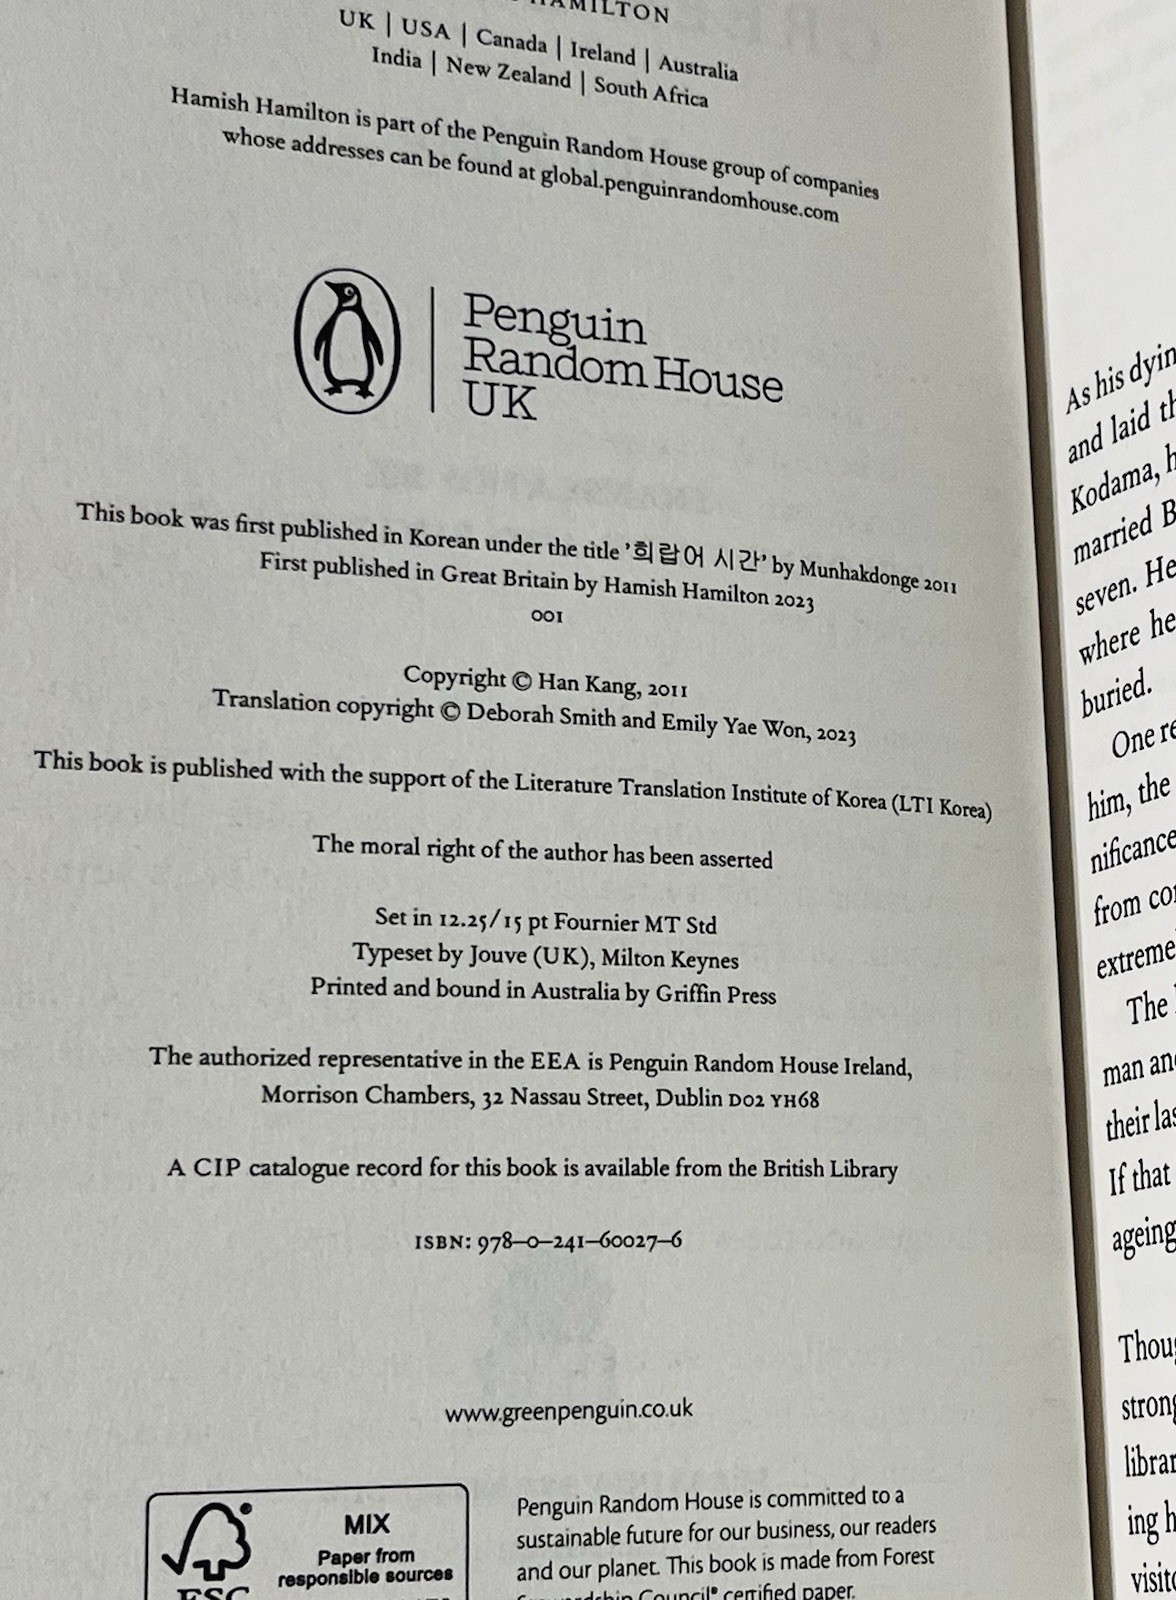 HAMILTON
UK | USA | Canada | Ireland | Australia
India | New Zealand | South Africa
Hamish Hamilton is part of the Penguin Random House group of companies
whose addresses can be found at global.penguinrandomhouse.com
Penguin
Random House
UK
This book was first published in Korean under the title '희랍어 시간' by Munhakdonge 2011
First published in Great Britain by Hamish Hamilton 2023
001
Copyright © Han Kang, 2011
Translation copyright © Deborah Smith and Emily Yae Won, 2023
This book is published with the support of the Literature Translation Institute of Korea (LTI Korea)
The moral right of the author has been asserted
Set in 12.25/15 pt Fournier MT Std
Typeset by Jouve (UK), Milton Keynes
Printed and bound in Australia by Griffin Press
The authorized representative in the EEA is Penguin Random House Ireland,
Morrison Chambers, 32 Nassau Street, Dublin D02 YH68
A CIP catalogue record for this book is available from the British Library
ISBN: 978–0–241–60027–6
www.greenpenguin.co.uk
MIX
Paper from
responsible sources
FSC
Penguin Random House is committed to a
sustainable future for our business, our readers
and our planet. This book is made from Forest
Stewardship Council® certified paper.
As his dyin
and laid th
Kodama, h
married B
seven. He
where he
buried.
One re
him, the
nificance
from co
extreme
The
man an
their las
If that
ageing
Thou
strong
librar
ing h
visito